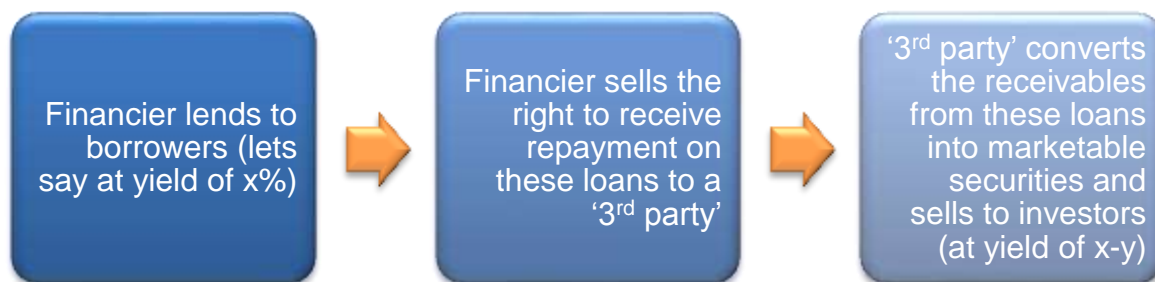 Financier lends to
borrowers (lets
say at yield of x%)
Financier sells the
right to receive
repayment on
these loans to a
‘3rd party’
‘3rd party’ converts
the receivables
from these loans
into marketable
securities and
sells to investors
(at yield of x-y)